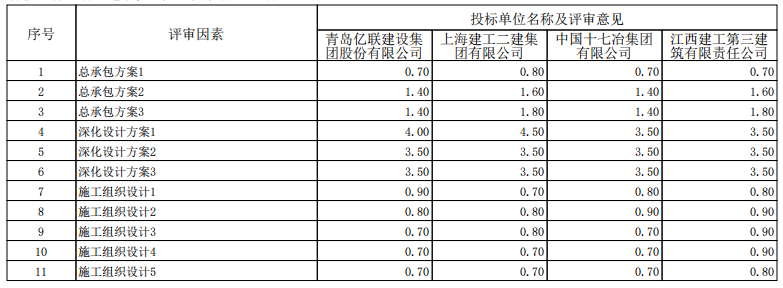 序号 评审因素 投标单位名称及评审意见
青岛亿联建设集团股份有限公司 上海建工二建集团有限公司 中国十七冶集团有限公司 江西建工第三建筑有限责任公司
1 总承包方案1 0.70 0.80 0.70 0.70
2 总承包方案2 1.40 1.60 1.40 1.60
3 总承包方案3 1.40 1.80 1.40 1.80
4 深化设计方案1 4.00 4.50 3.50 3.50
5 深化设计方案2 3.50 3.50 3.50 3.50
6 深化设计方案3 3.50 3.50 3.50 3.50
7 施工组织设计1 0.90 0.70 0.80 0.80
8 施工组织设计2 0.80 0.80 0.90 0.90
9 施工组织设计3 0.70 0.80 0.70 0.90
10 施工组织设计4 0.70 0.70 0.70 0.90
11 施工组织设计5 0.70 0.70 0.70 0.80